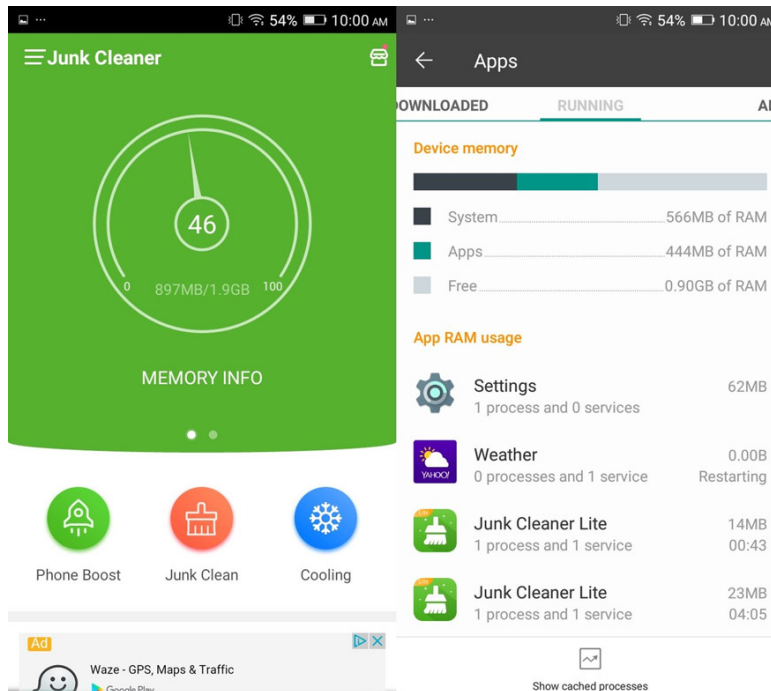 54% 10:00 AM
Junk Cleaner
46
0 897MB/1.9GB 100
MEMORY INFO
Phone Boost Junk Clean Cooling
Ad
Waze - GPS, Maps & Traffic
Google Play
54% 10:00 AM
Apps
DOWNLOADED RUNNING
Device memory
System 566MB of RAM
Apps 444MB of RAM
Free 0.90GB of RAM
App RAM usage
Settings 62MB
1 process and 0 services
Weather 0.00B
YAHOO!
0 processes and 1 service Restarting
Junk Cleaner Lite 14MB
1 process and 1 service 00:43
Junk Cleaner Lite 23MB
1 process and 1 service 04:05
Show cached processes